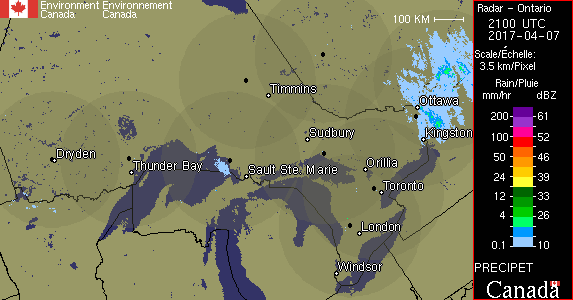 Environment Environnement
Canada Canada
100 KM
Timmins
Ottawa
Sudbury
Kingston
Dryden
Thunder Bay
Sault Ste. Marie
Orillia
Toronto
London
Windsor
Radar - Ontario
2100 UTC
2017-04-07
Scale/Échelle:
3.5 km/Pixel
Rain/Pluie
mm/hr dBZ
200 61
100 52
50 46
24 39
12 33
4 26
0.1 10
PRECIPET
Canada